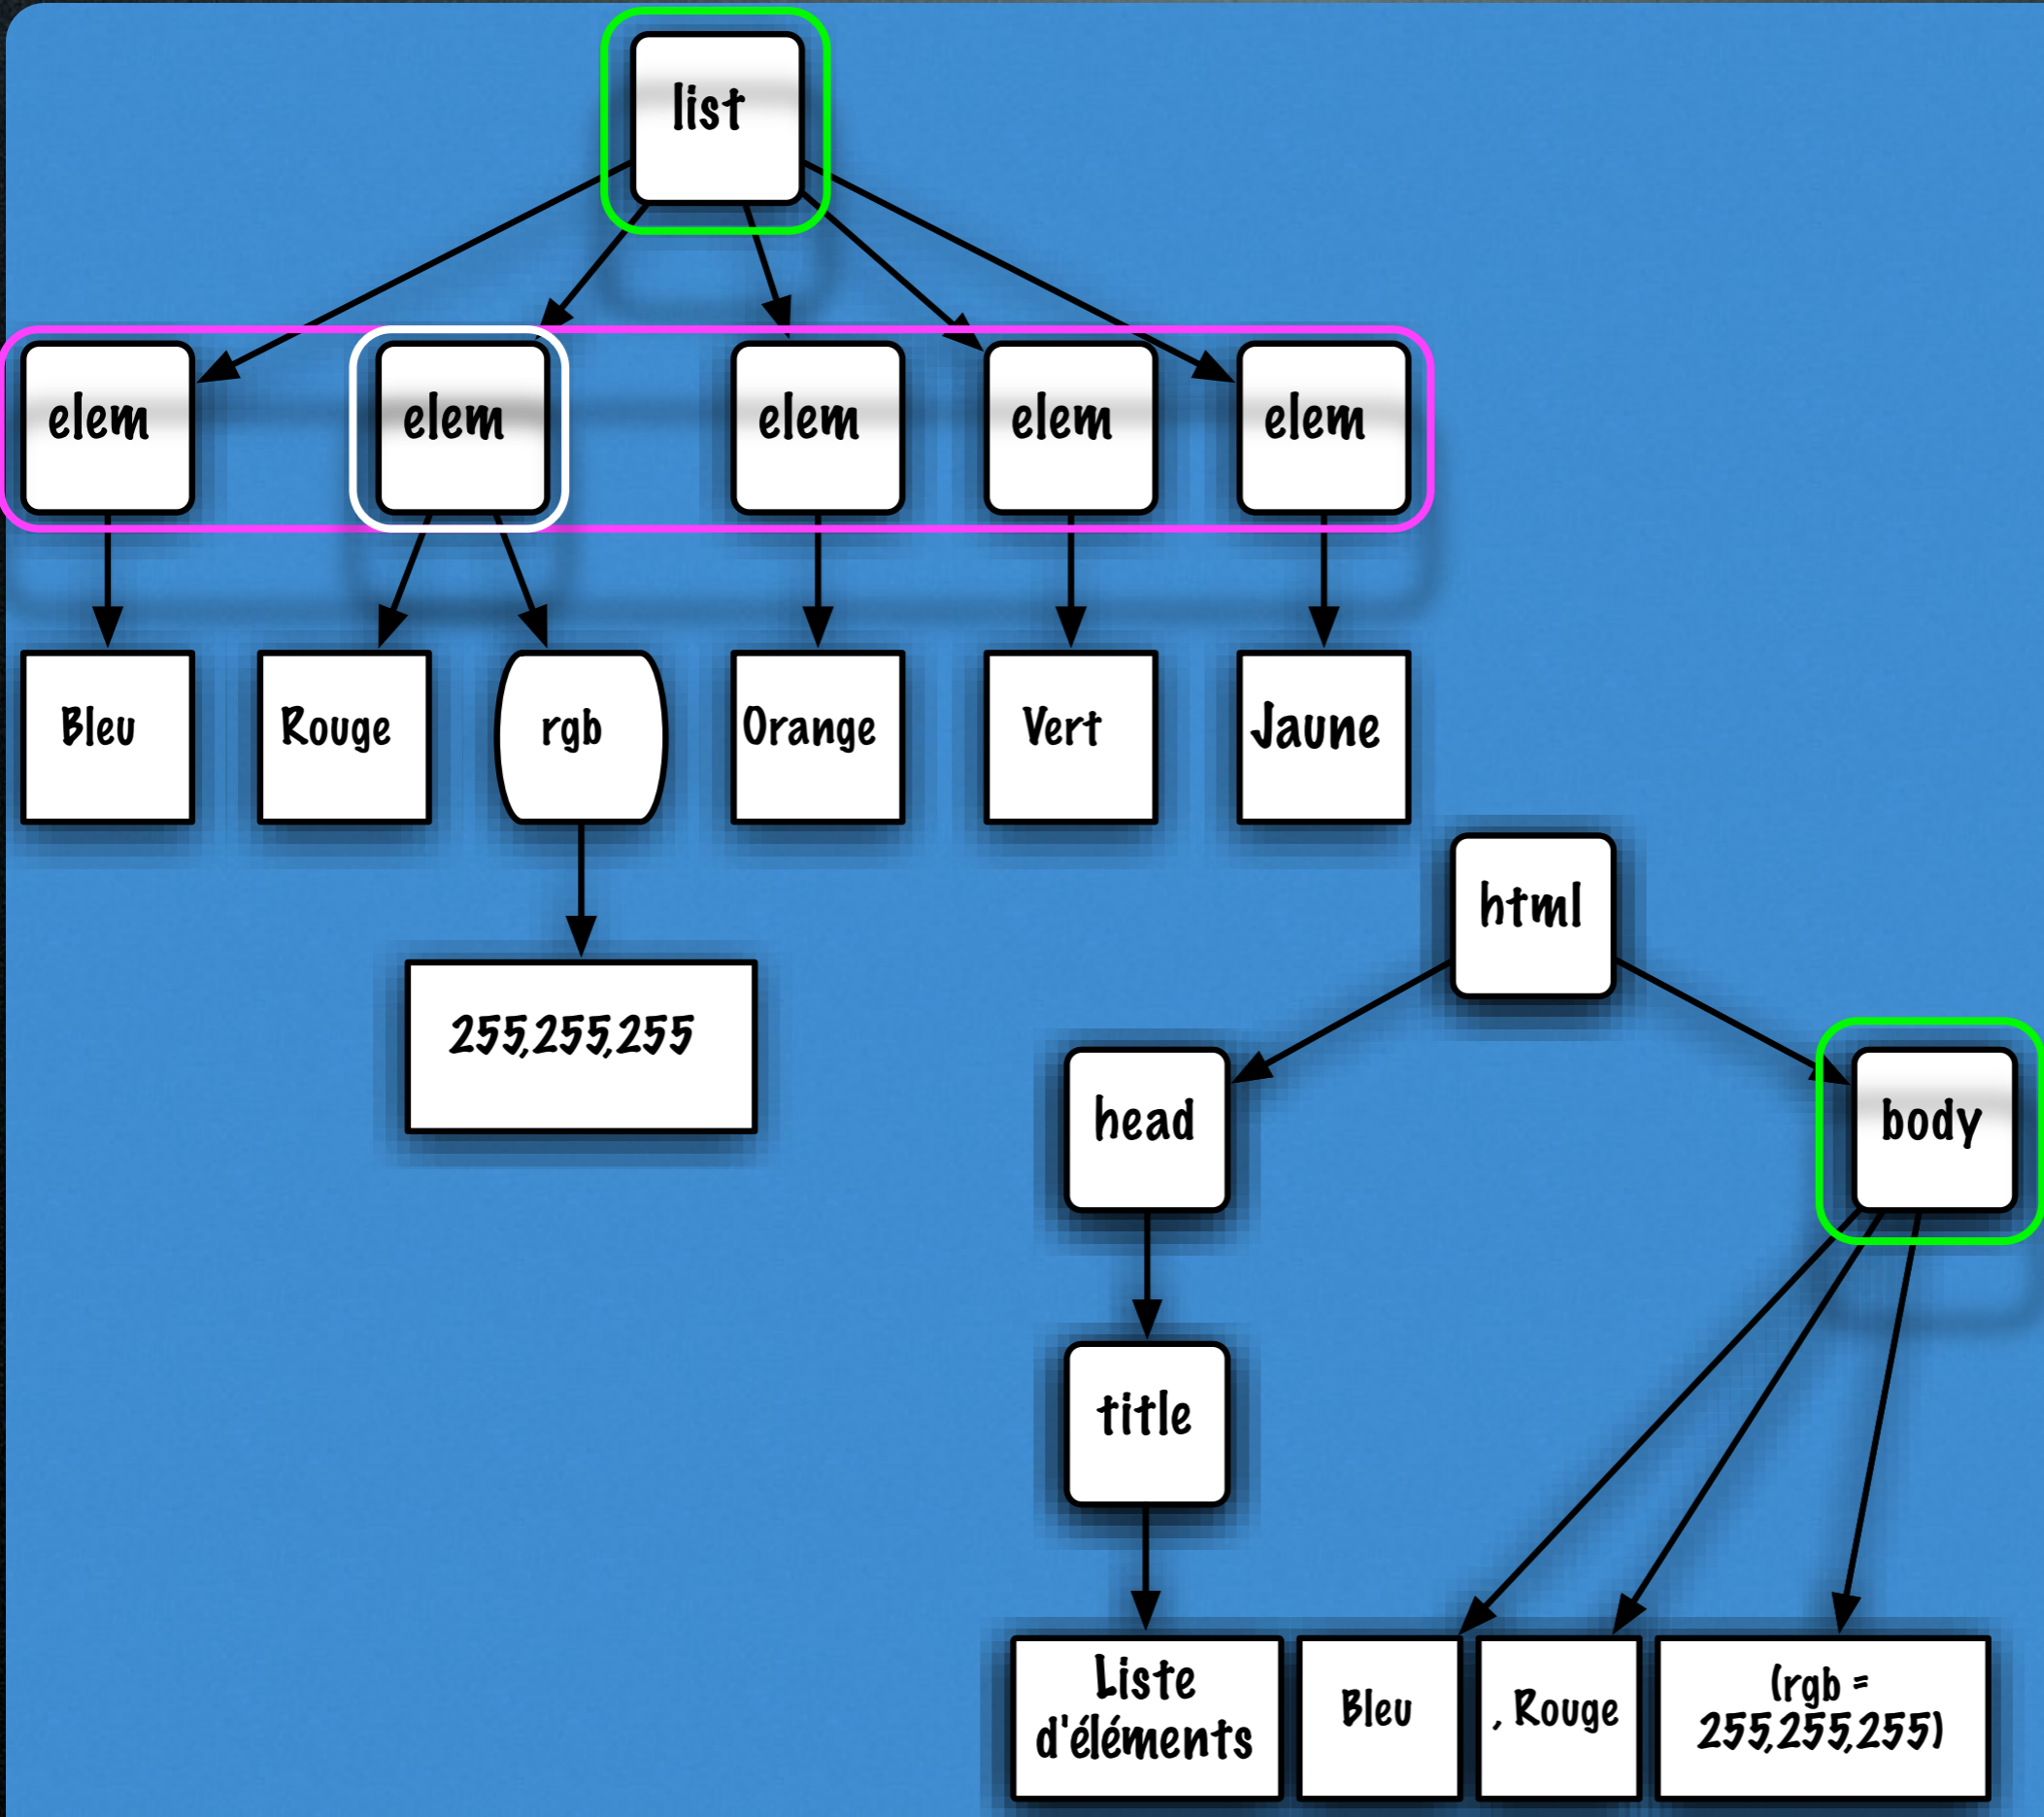 list
elem
elem
elem
elem
elem
Bleu
Rouge
rgb
Orange
Vert
Jaune
255,255,255
html
head
body
title
Liste
d'éléments
Bleu
, Rouge
(rgb =
255,255,255)